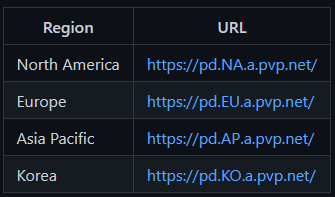 Region URL
North America https://pd.NA.a.pvp.net/
Europe https://pd.EU.a.pvp.net/
Asia Pacific https://pd.AP.a.pvp.net/
Korea https://pd.KO.a.pvp.net/